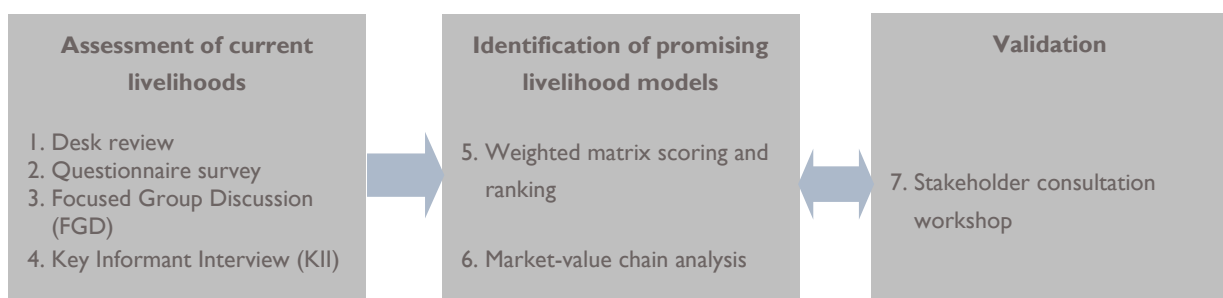 Assessment of current
livelihoods
1. Desk review
2. Questionnaire survey
3. Focused Group Discussion
(FGD)
4. Key Informant Interview (KII)
Identification of promising
livelihood models
5. Weighted matrix scoring and
ranking
6. Market-value chain analysis
Validation
7. Stakeholder consultation
workshop